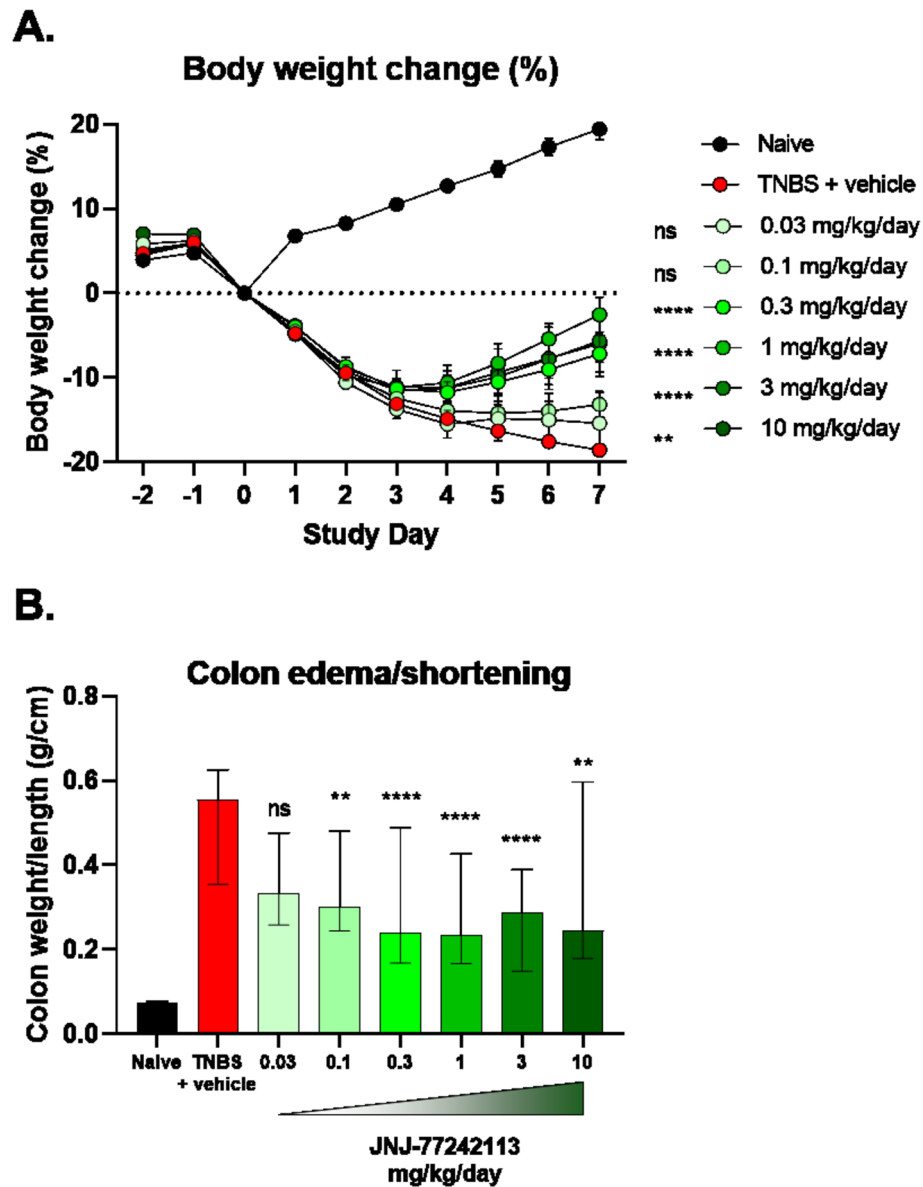 A.
Body weight change (%)
Body weight change (%)
20
10
0
-10
-20
-2 -1 0 1 2 3 4 5 6 7
Study Day
Naive
TNBS + vehicle
ns 0.03 mg/kg/day
ns 0.1 mg/kg/day
**** 0.3 mg/kg/day
**** 1 mg/kg/day
**** 3 mg/kg/day
** 10 mg/kg/day
B.
Colon edema/shortening
Colon weight/length (g/cm)
0.8
0.6
0.4
0.2
0.0
ns ** **** **** **** **
Naive TNBS 0.03 0.1 0.3 1 3 10
+ vehicle
JNJ-77242113
mg/kg/day